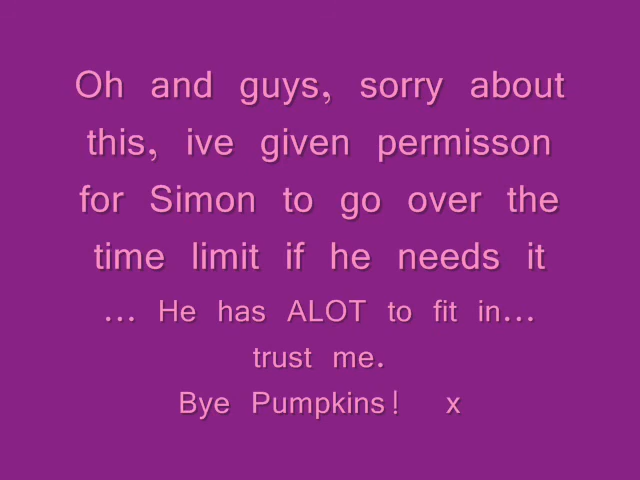 Oh and guys, sorry about
this, ive given permisson
for Simon to go over the
time limit if he needs it
... He has ALOT to fit in...
trust me.
Bye Pumpkins! x